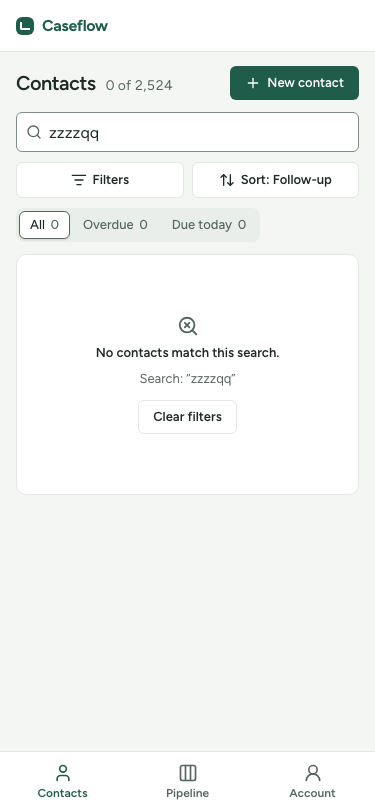 Caseflow
Contacts 0 of 2,524
New contact
zzzzqq
Filters
Sort: Follow-up
All 0 Overdue 0 Due today 0
No contacts match this search.
Search: “zzzzqq”
Clear filters
Contacts Pipeline Account